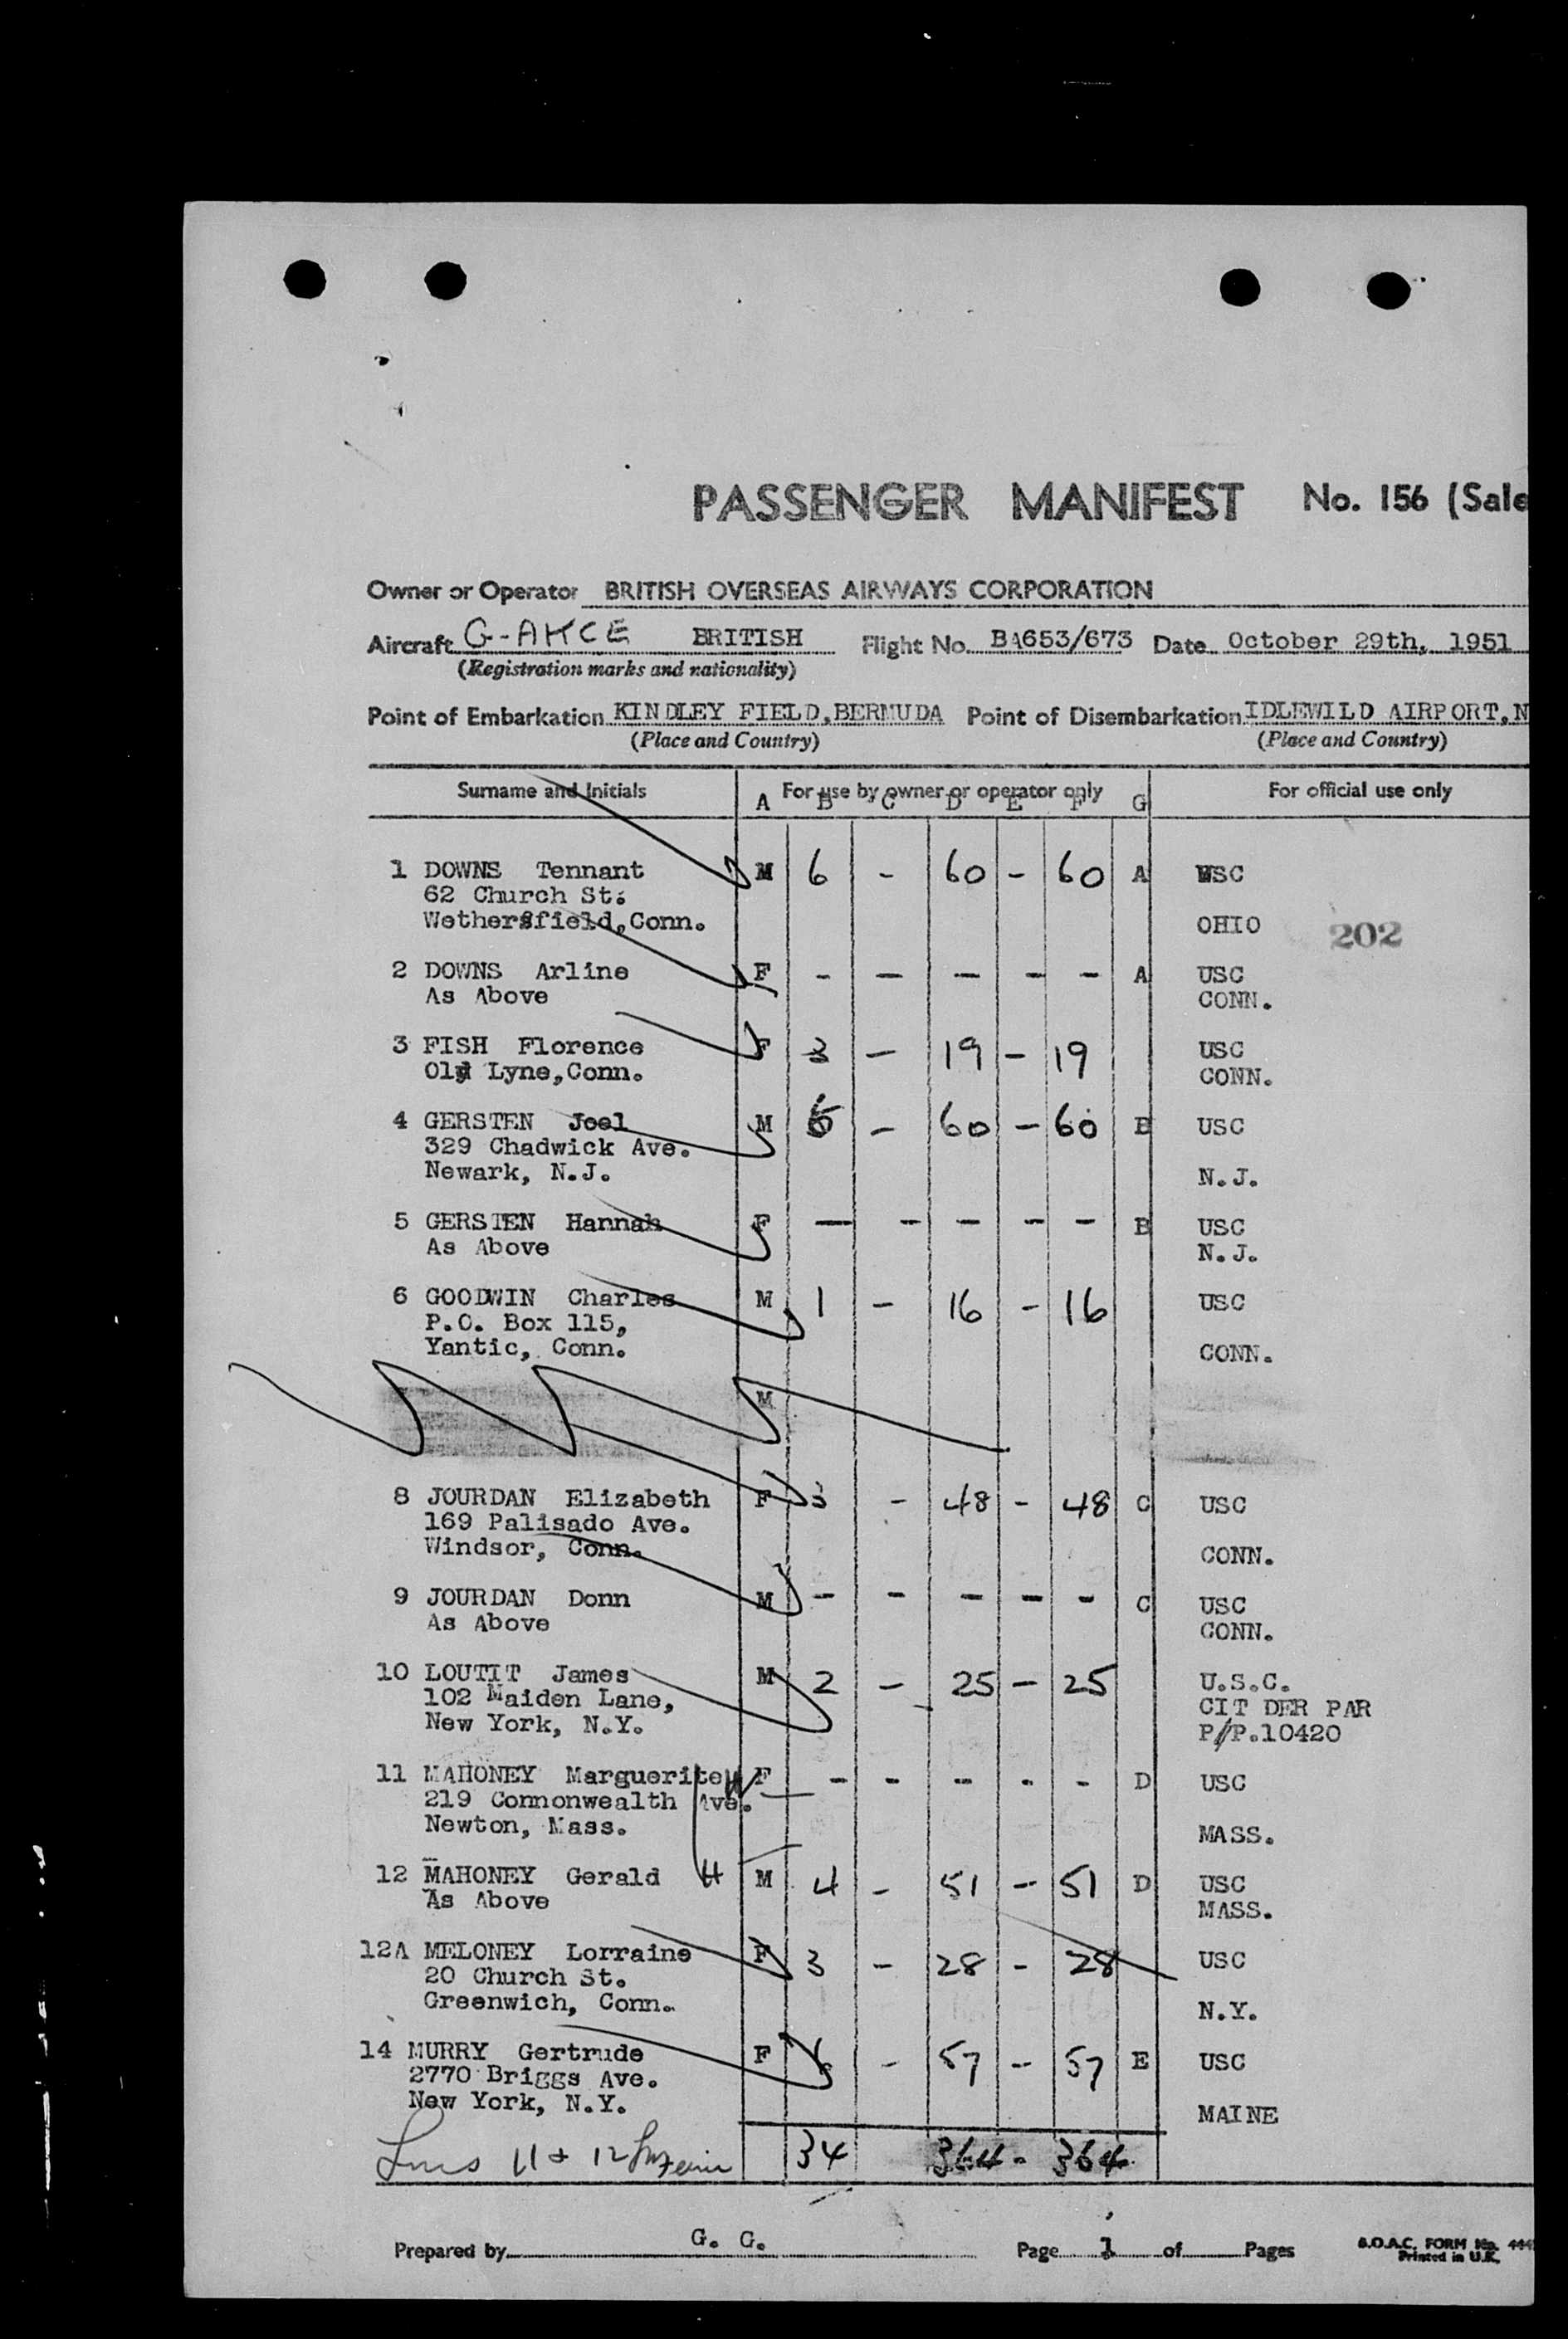 PASSENGER MANIFEST No. 156 (Sale
Owner or Operator BRITISH OVERSEAS AIRWAYS CORPORATION
Aircraft G-AKCE BRITISH Flight No. BA653/673 Date October 29th, 1951
(Registration marks and nationality)
Point of Embarkation KINDLEY FIELD, BERMUDA Point of Disembarkation IDLEWILD AIRPORT, N
(Place and Country) (Place and Country)
Surname and Initials For use by owner or operator only For official use only
A B C D E F G
1 DOWNS Tennant M 6 - 60 - 60 A USC
62 Church St.
Wethersfield, Conn. OHIO 202
2 DOWNS Arline F - - - - - A USC
As Above CONN.
3 FISH Florence F 3 - 19 - 19 USC
Old Lyne, Conn. CONN.
4 GERSTEN Joel M 6 - 60 - 60 B USC
329 Chadwick Ave.
Newark, N.J. N.J.
5 GERSTEN Hannah F - - - - - B USC
As Above N.J.
6 GOODWIN Charles M 1 - 16 - 16 USC
P.O. Box 115,
Yantic, Conn. CONN.
M
8 JOURDAN Elizabeth F 3 - 48 - 48 C USC
169 Palisado Ave.
Windsor, Conn. CONN.
9 JOURDAN Donn M - - - - - C USC
As Above CONN.
10 LOUTIT James M 2 - 25 - 25 U.S.C.
102 Maiden Lane, CIT DER PAR
New York, N.Y. P/P.10420
11 MAHONEY Marguerite F - - - - - D USC
219 Commonwealth Ave.
Newton, Mass. MASS.
12 MAHONEY Gerald M 4 - 51 - 51 D USC
As Above MASS.
12A MELONEY Lorraine F 3 - 28 - 28 USC
20 Church St.
Greenwich, Conn. N.Y.
14 MURRY Gertrude F 6 - 57 - 57 E USC
2770 Briggs Ave.
New York, N.Y. MAINE
11 + 12 34 364 - 364
Prepared by G. G. Page 1 of Pages B.O.A.C. FORM No. 444
Printed in U.K.